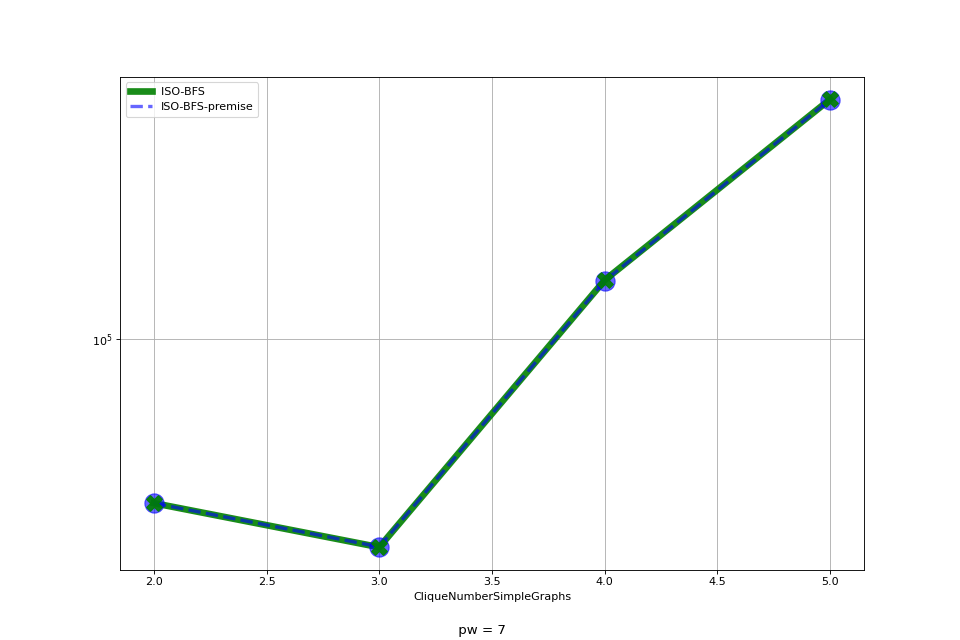 ISO-BFS
ISO-BFS-premise
10^5
2.0 2.5 3.0 3.5 4.0 4.5 5.0
CliqueNumberSimpleGraphs
pw = 7